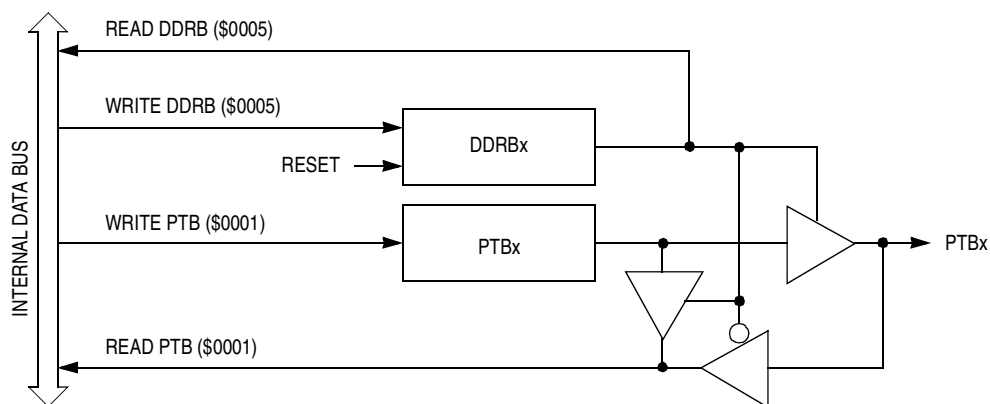 READ DDRB ($0005)
WRITE DDRB ($0005)
DDRBx
RESET
INTERNAL DATA BUS
WRITE PTB ($0001)
PTBx
PTBx
READ PTB ($0001)